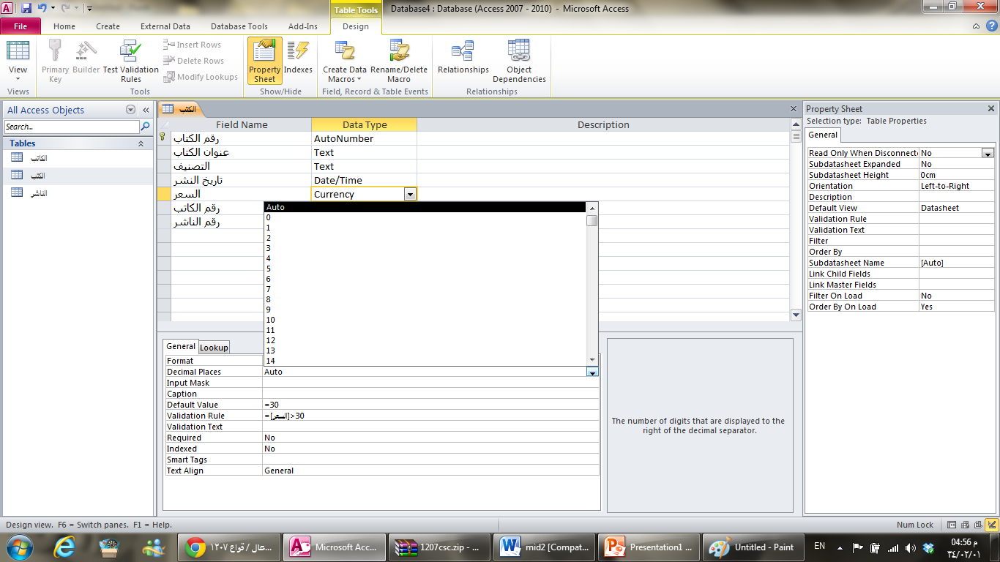 Table Tools
Database4 : Database (Access 2007 - 2010) - Microsoft Access
File Home Create External Data Database Tools Add-Ins Design
View
Primary Key
Builder
Test Validation Rules
Insert Rows
Delete Rows
Modify Lookups
Property Sheet
Indexes
Create Data Macros
Rename/Delete Macro
Relationships
Object Dependencies
Views Tools Show/Hide Field, Record & Table Events Relationships
All Access Objects
Search...
Tables
الكاتب
الكتب
الناشر
الكتب
Field Name Data Type Description
رقم الكتاب AutoNumber
عنوان الكتاب Text
التصنيف Text
تاريخ النشر Date/Time
السعر Currency
رقم الكاتب
رقم الناشر
Auto
0
1
2
3
4
5
6
7
8
9
10
11
12
13
14
General Lookup
Format
Decimal Places Auto
Input Mask
Caption
Default Value =30
Validation Rule =[السعر]>30
Validation Text
Required No
Indexed No
Smart Tags
Text Align General
The number of digits that are displayed to the
right of the decimal separator.
Property Sheet
Selection type: Table Properties
General
Read Only When Disconnecte No
Subdatasheet Expanded No
Subdatasheet Height 0cm
Orientation Left-to-Right
Description
Default View Datasheet
Validation Rule
Validation Text
Filter
Order By
Subdatasheet Name [Auto]
Link Child Fields
Link Master Fields
Filter On Load No
Order By On Load Yes
Design view. F6 = Switch panes. F1 = Help.
Num Lock
عال / قواع ١٢٠٧...
Microsoft Acc...
1207csc.zip - ...
mid2 [Compat...
Presentation1 ...
Untitled - Paint
EN
04:56 م
٣٤/٠٢/٠١